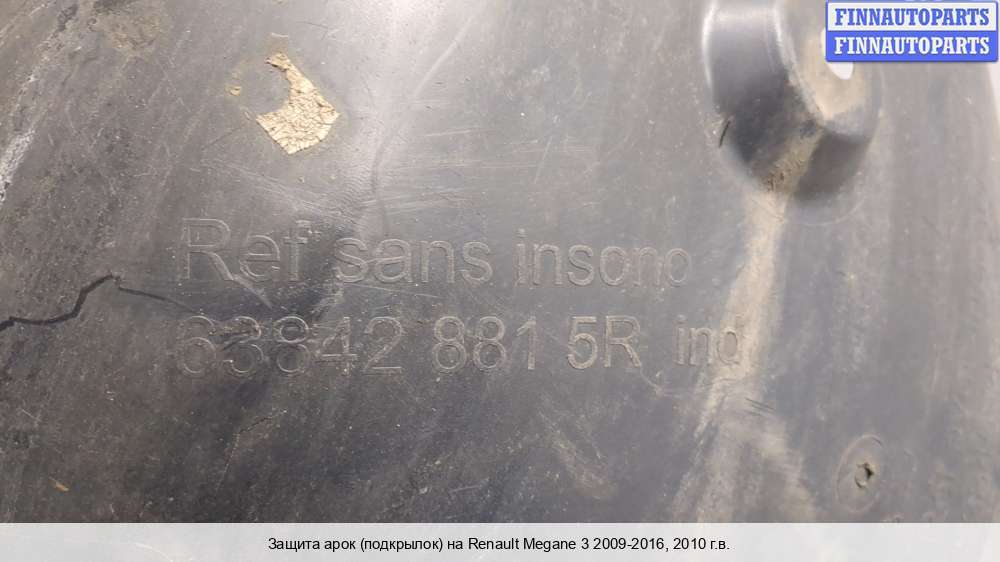 FINNAUTOPARTS
FINNAUTOPARTS
Ref sans insono
63842 881 5R ind
Защита арок (подкрылок) на Renault Megane 3 2009-2016, 2010 г.в.